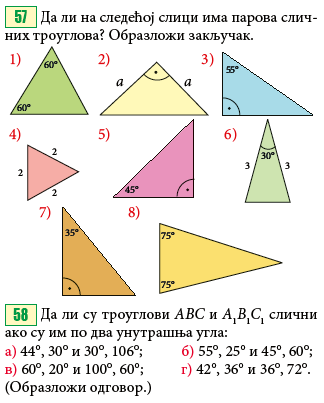 57 Да ли на следећој слици има парова слич-
них троуглова? Образложи закључак.
1) 2) 3)
60° 60°
a a
55°
4) 5) 6)
2 2 2
45°
30° 3 3
7) 8)
35°
75° 75°
58 Да ли су троуглови ABC и A₁B₁C₁ слични
ако су им по два унутрашња угла:
а) 44°, 30° и 30°, 106°; б) 55°, 25° и 45°, 60°;
в) 60°, 20° и 100°, 60°; г) 42°, 36° и 36°, 72°.
(Образложи одговор.)